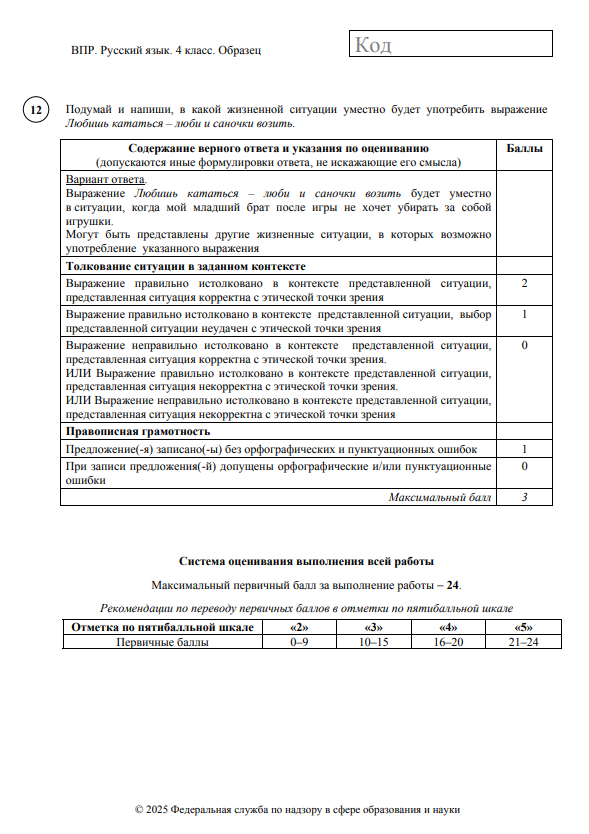 ВПР. Русский язык. 4 класс. Образец
Код
12
Подумай и напиши, в какой жизненной ситуации уместно будет употребить выражение
Любишь кататься – люби и саночки возить.
Содержание верного ответа и указания по оцениванию
(допускаются иные формулировки ответа, не искажающие его смысла)
Баллы
Вариант ответа.
Выражение Любишь кататься – люби и саночки возить будет уместно
в ситуации, когда мой младший брат после игры не хочет убирать за собой
игрушки.
Могут быть представлены другие жизненные ситуации, в которых возможно
употребление указанного выражения
Толкование ситуации в заданном контексте
Выражение правильно истолковано в контексте представленной ситуации,
представленная ситуация корректна с этической точки зрения
2
Выражение правильно истолковано в контексте представленной ситуации, выбор
представленной ситуации неудачен с этической точки зрения
1
Выражение неправильно истолковано в контексте представленной ситуации,
представленная ситуация корректна с этической точки зрения.
ИЛИ Выражение правильно истолковано в контексте представленной ситуации,
представленная ситуация некорректна с этической точки зрения.
ИЛИ Выражение неправильно истолковано в контексте представленной ситуации,
представленная ситуация некорректна с этической точки зрения
0
Правописная грамотность
Предложение(-я) записано(-ы) без орфографических и пунктуационных ошибок
1
При записи предложения(-й) допущены орфографические и/или пунктуационные
ошибки
0
Максимальный балл
3
Система оценивания выполнения всей работы
Максимальный первичный балл за выполнение работы – 24.
Рекомендации по переводу первичных баллов в отметки по пятибалльной шкале
Отметка по пятибалльной шкале «2» «3» «4» «5»
Первичные баллы 0–9 10–15 16–20 21–24
© 2025 Федеральная служба по надзору в сфере образования и науки